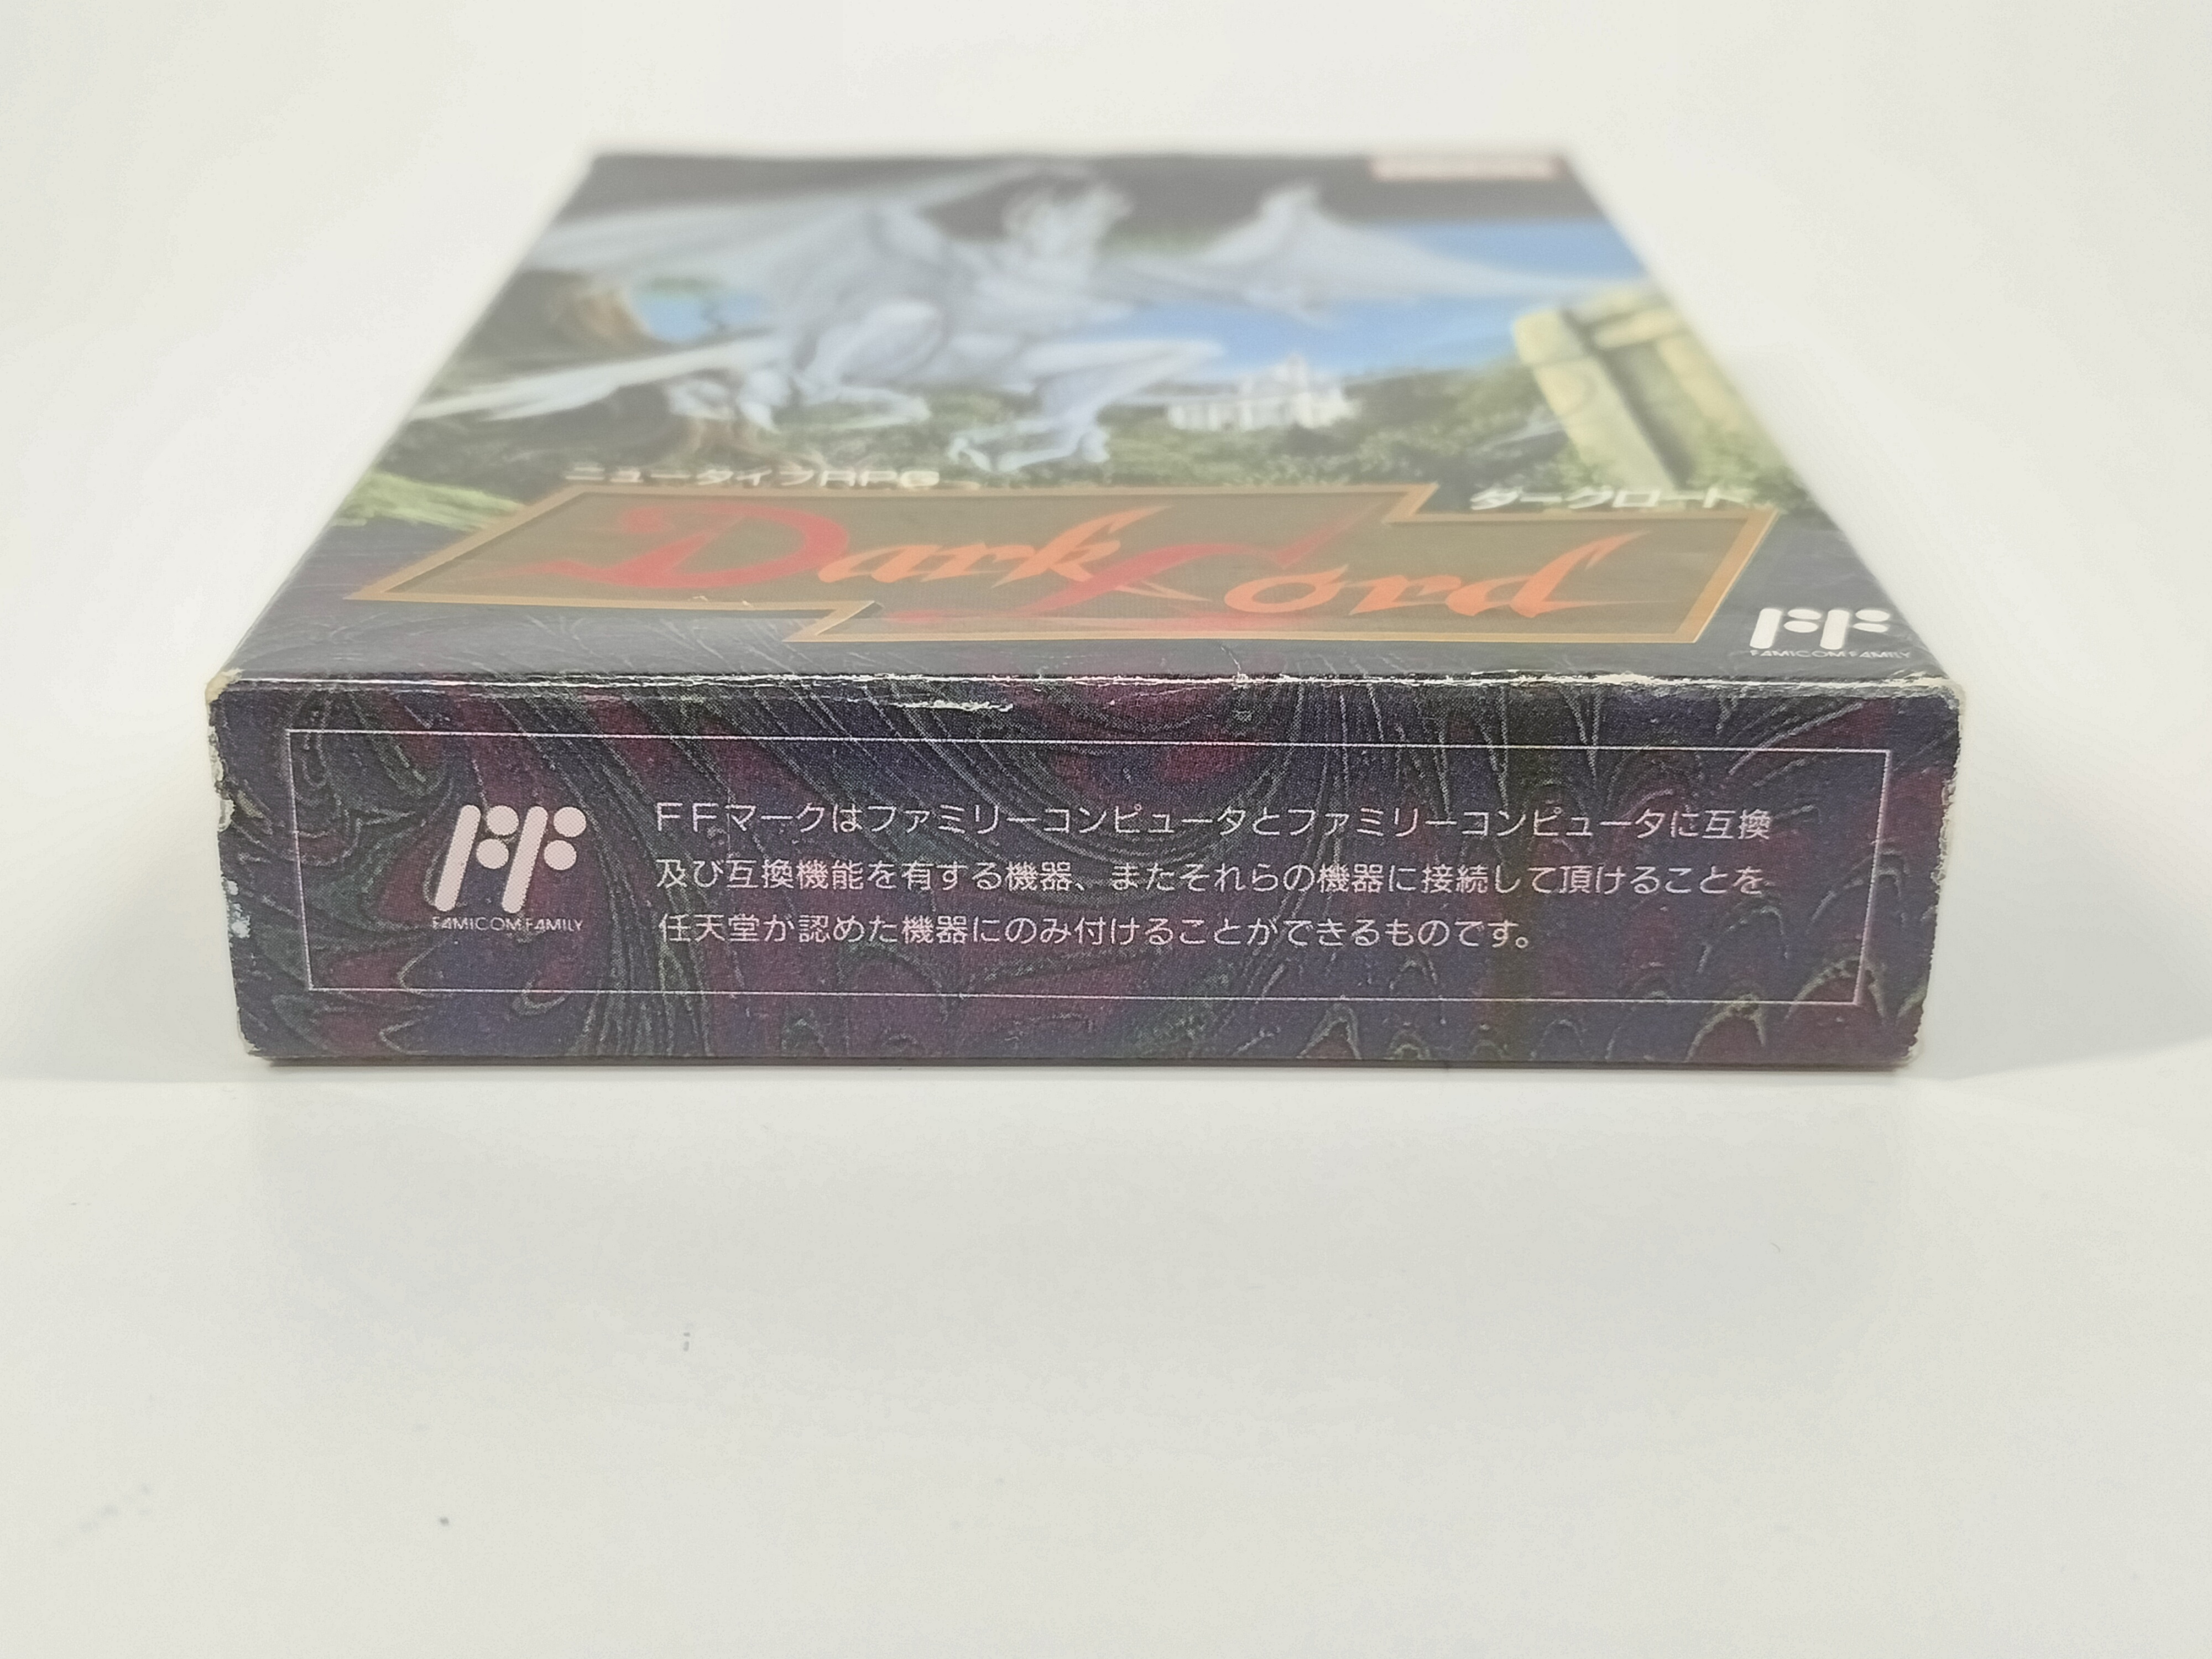 ニュータイプRPG
ダークロード
Dark Lord
FF
FAMICOM FAMILY
FF
FAMICOM FAMILY
FFマークはファミリーコンピュータとファミリーコンピュータに互換
及び互換機能を有する機器、またそれらの機器に接続して頂けることを
任天堂が認めた機器にのみ付けることができるものです。